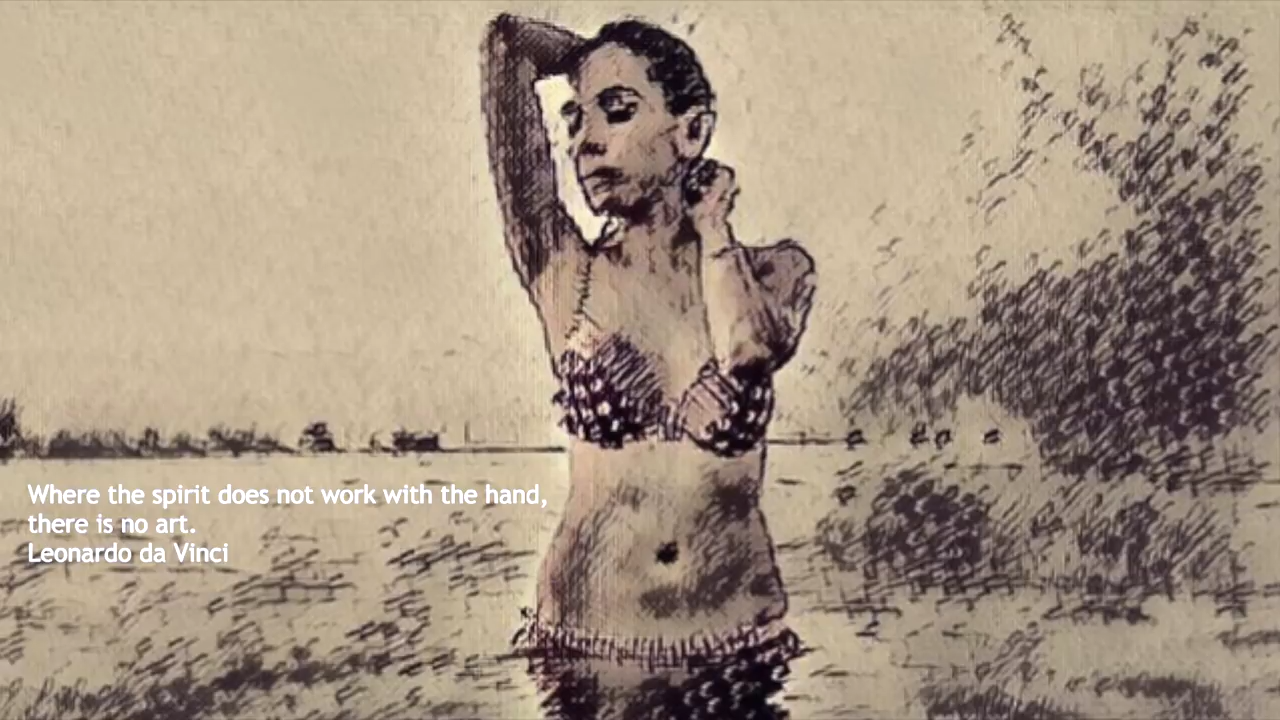 Where the spirit does not work with the hand,
there is no art.
Leonardo da Vinci